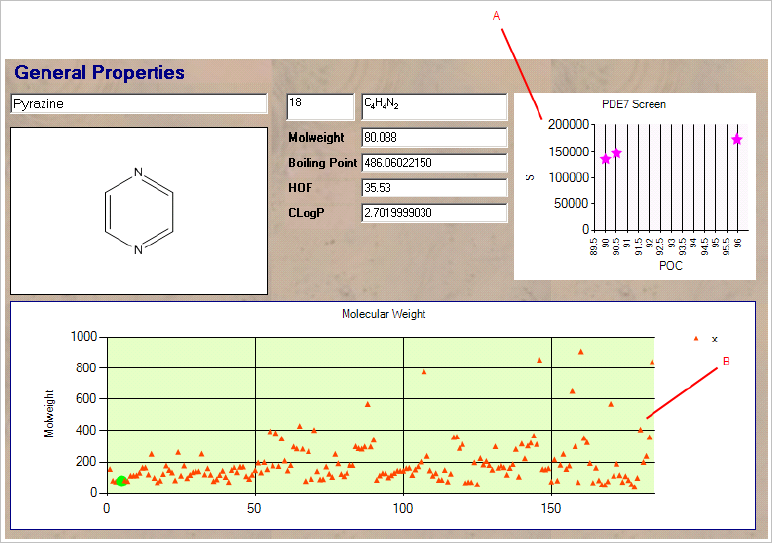 A
General Properties
Pyrazine
18
C₄H₄N₂
Molweight
80.088
Boiling Point
486.06022150
HOF
35.53
CLogP
2.7019999030
N
N
PDE7 Screen
200000
150000
100000
50000
0
S
89.5
90
90.5
91
91.5
92
92.5
93
93.5
94
94.5
95
95.5
96
POC
Molecular Weight
1000
800
600
400
200
0
Molweight
0
50
100
150
x
B